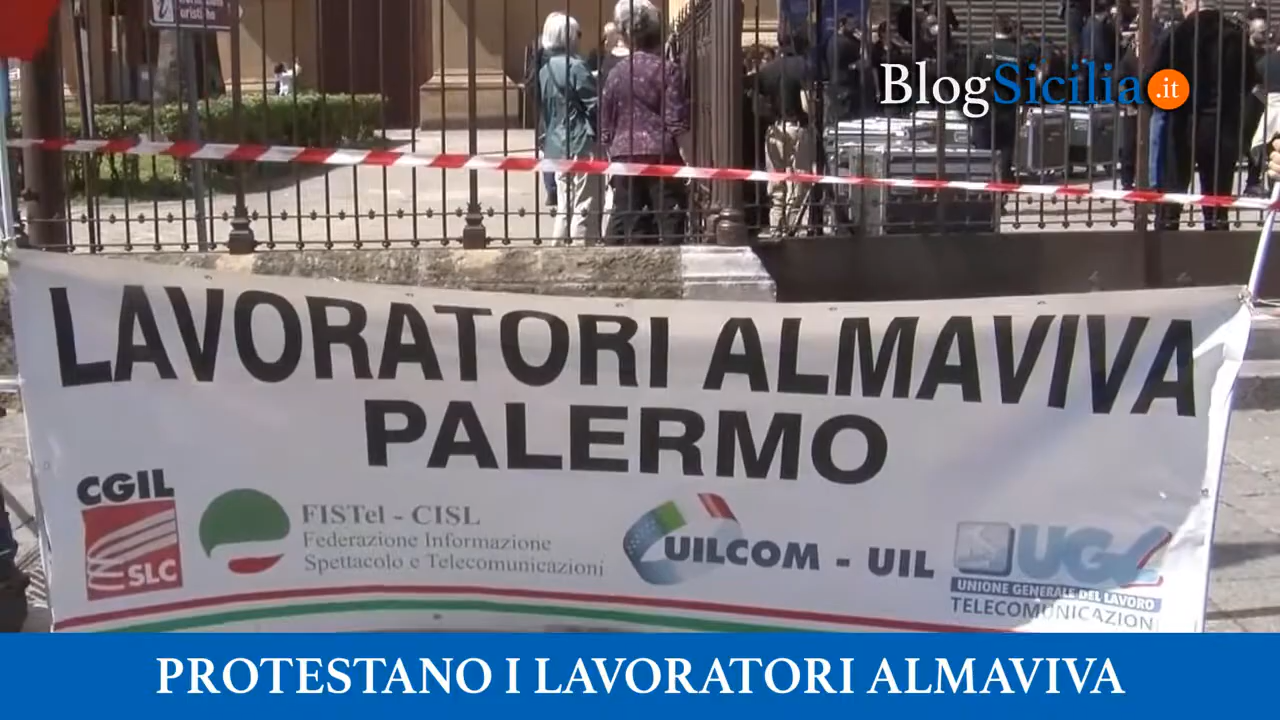 BlogSicilia.it
LAVORATORI ALMAVIVA
PALERMO
CGIL
SLC
FISTel - CISL
Federazione Informazione
Spettacolo e Telecomunicazioni
UILCOM - UIL
UGL
UNIONE GENERALE DEL LAVORO
TELECOMUNICAZIONI
PROTESTANO I LAVORATORI ALMAVIVA